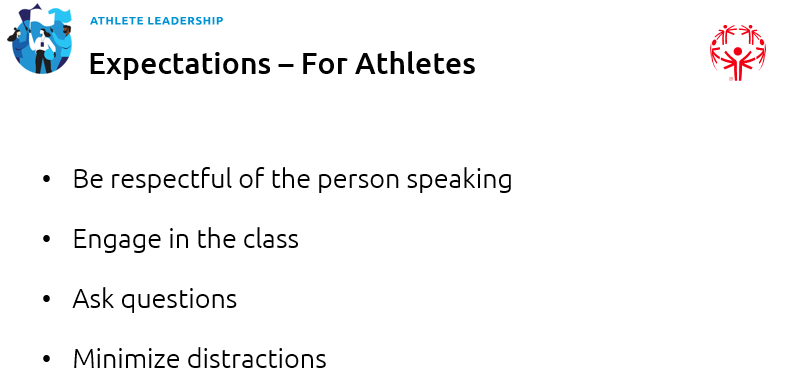 ATHLETE LEADERSHIP
Expectations – For Athletes
• Be respectful of the person speaking
• Engage in the class
• Ask questions
• Minimize distractions